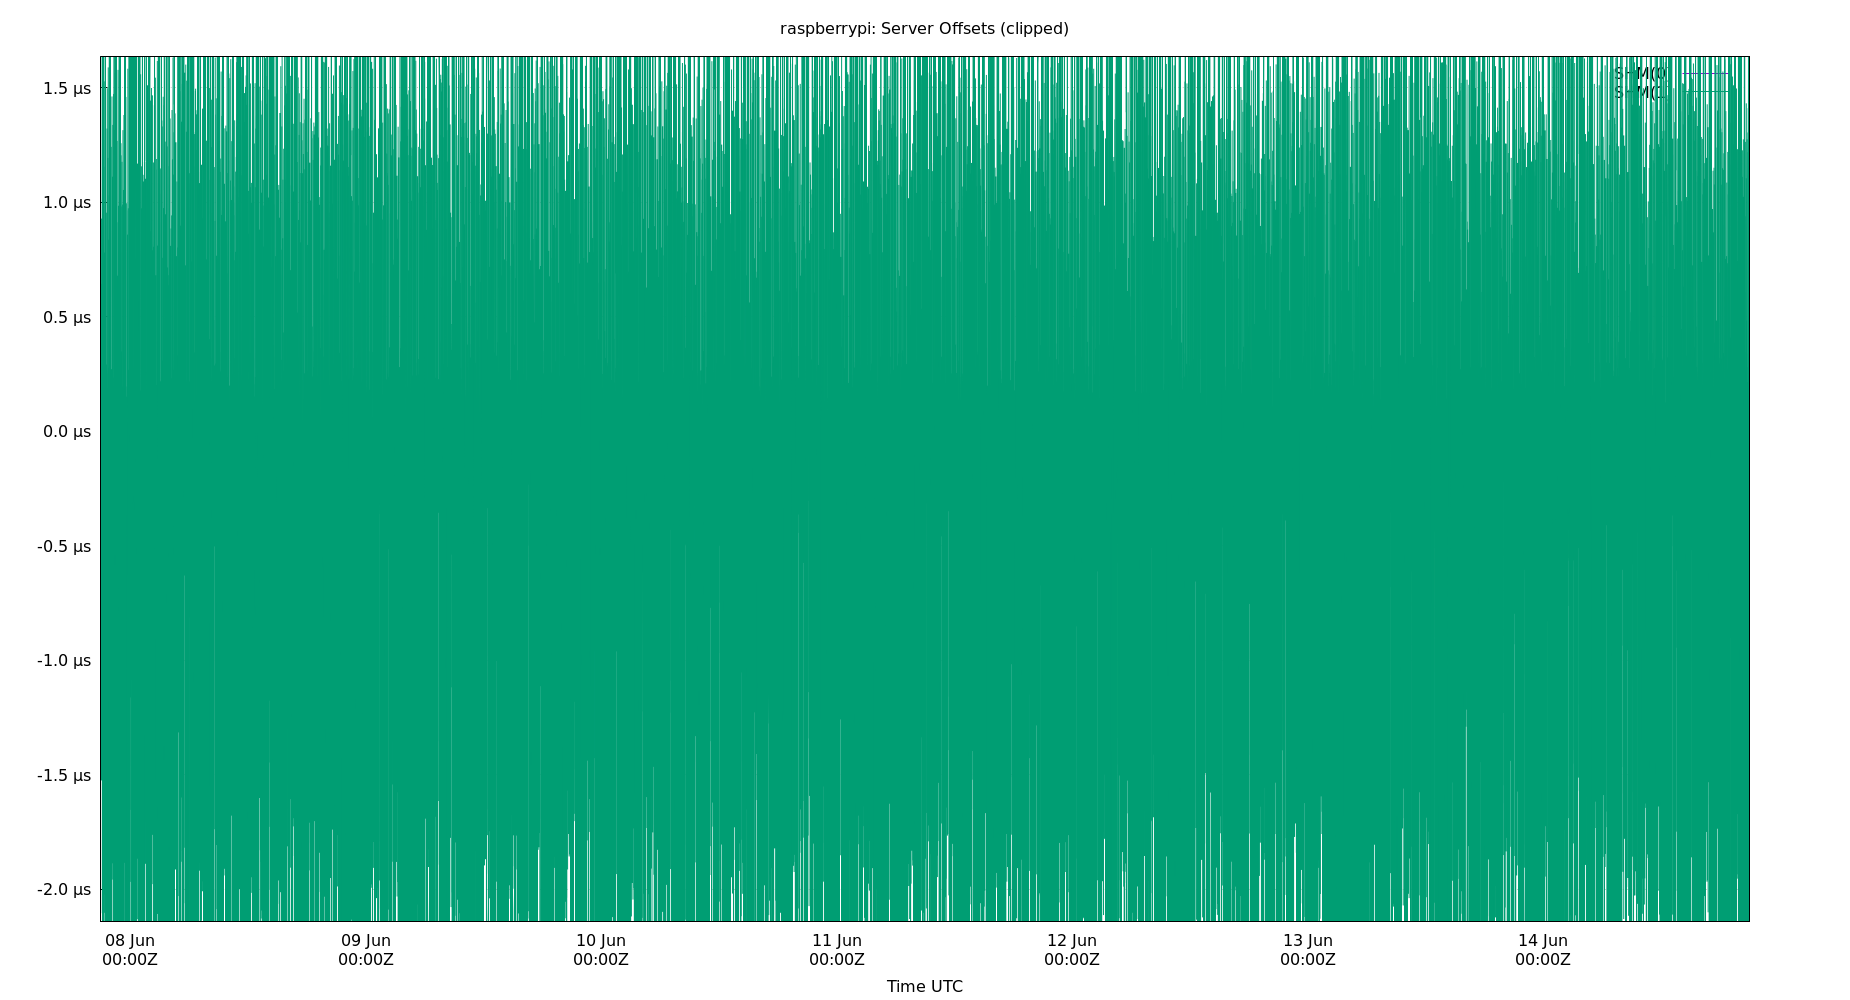 raspberrypi: Server Offsets (clipped)
1.5 µs
1.0 µs
0.5 µs
0.0 µs
-0.5 µs
-1.0 µs
-1.5 µs
-2.0 µs
08 Jun 09 Jun 10 Jun 11 Jun 12 Jun 13 Jun 14 Jun
00:00Z 00:00Z 00:00Z 00:00Z 00:00Z 00:00Z 00:00Z
Time UTC